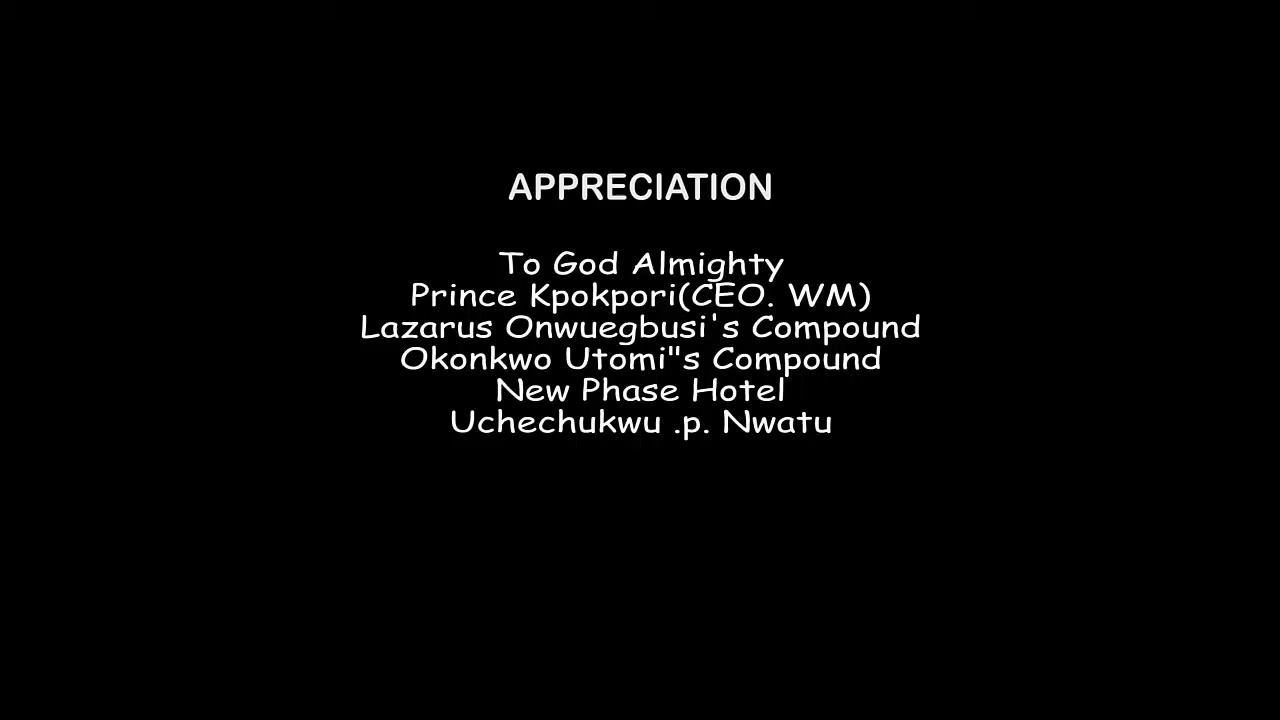 APPRECIATION
To God Almighty
Prince Kpokpori(CEO. WM)
Lazarus Onwuegbusi's Compound
Okonkwo Utomi"s Compound
New Phase Hotel
Uchechukwu .p. Nwatu